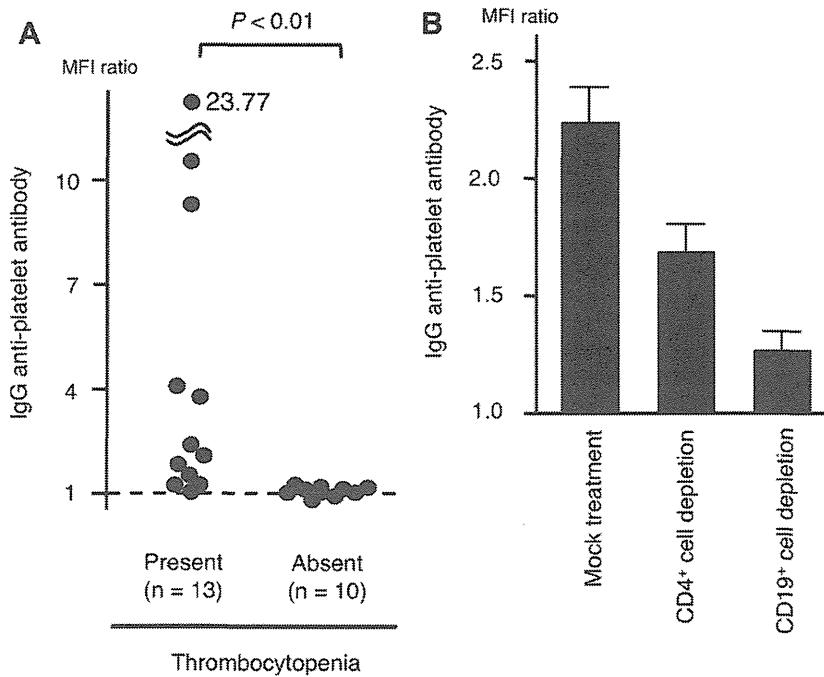 A
P < 0.01
MFI ratio
23.77
IgG anti-platelet antibody
10
7
4
1
Present
(n = 13)
Absent
(n = 10)
Thrombocytopenia
B
MFI ratio
IgG anti-platelet antibody
2.5
2.0
1.5
1.0
Mock treatment
CD4+ cell depletion
CD19+ cell depletion